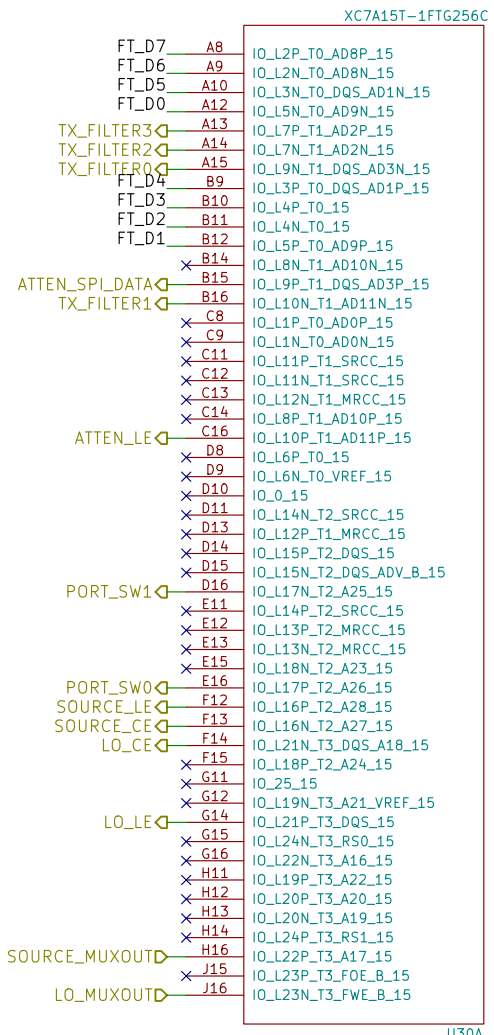 XC7A15T-1FTG256C
FT_D7 A8 IO_L2P_T0_AD8P_15
FT_D6 A9 IO_L2N_T0_AD8N_15
FT_D5 A10 IO_L3N_T0_DQS_AD1N_15
FT_D0 A12 IO_L5N_T0_AD9N_15
TX_FILTER3 A13 IO_L7P_T1_AD2P_15
TX_FILTER2 A14 IO_L7N_T1_AD2N_15
TX_FILTER0 A15 IO_L9N_T1_DQS_AD3N_15
FT_D4 B9 IO_L3P_T0_DQS_AD1P_15
FT_D3 B10 IO_L4P_T0_15
FT_D2 B11 IO_L4N_T0_15
FT_D1 B12 IO_L5P_T0_AD9P_15
B14 IO_L8N_T1_AD10N_15
ATTEN_SPI_DATA B15 IO_L9P_T1_DQS_AD3P_15
TX_FILTER1 B16 IO_L10N_T1_AD11N_15
C8 IO_L1P_T0_AD0P_15
C9 IO_L1N_T0_AD0N_15
C11 IO_L11P_T1_SRCC_15
C12 IO_L11N_T1_SRCC_15
C13 IO_L12N_T1_MRCC_15
C14 IO_L8P_T1_AD10P_15
ATTEN_LE C16 IO_L10P_T1_AD11P_15
D8 IO_L6P_T0_15
D9 IO_L6N_T0_VREF_15
D10 IO_0_15
D11 IO_L14N_T2_SRCC_15
D13 IO_L12P_T1_MRCC_15
D14 IO_L15P_T2_DQS_15
D15 IO_L15N_T2_DQS_ADV_B_15
PORT_SW1 D16 IO_L17N_T2_A25_15
E11 IO_L14P_T2_SRCC_15
E12 IO_L13P_T2_MRCC_15
E13 IO_L13N_T2_MRCC_15
E15 IO_L18N_T2_A23_15
PORT_SW0 E16 IO_L17P_T2_A26_15
SOURCE_LE F12 IO_L16P_T2_A28_15
SOURCE_CE F13 IO_L16N_T2_A27_15
LO_CE F14 IO_L21N_T3_DQS_A18_15
F15 IO_L18P_T2_A24_15
G11 IO_25_15
G12 IO_L19N_T3_A21_VREF_15
LO_LE G14 IO_L21P_T3_DQS_15
G15 IO_L24N_T3_RS0_15
G16 IO_L22N_T3_A16_15
H11 IO_L19P_T3_A22_15
H12 IO_L20P_T3_A20_15
H13 IO_L20N_T3_A19_15
H14 IO_L24P_T3_RS1_15
SOURCE_MUXOUT H16 IO_L22P_T3_A17_15
J15 IO_L23P_T3_FOE_B_15
LO_MUXOUT J16 IO_L23N_T3_FWE_B_15
U30A